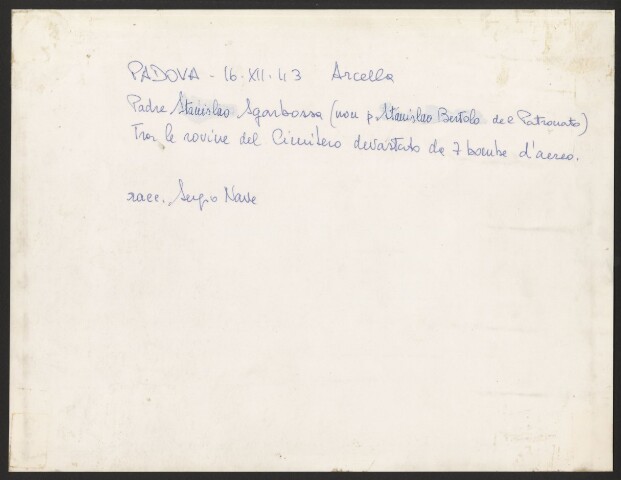 PADOVA - 16.XII.43 Arcella
Padre Stanislao Sgarbossa (non p. Stanislao Bertolo del Patronato)
Tra le rovine del Cimitero devastato da 7 bombe d'aereo.
racc. Sergio Nave